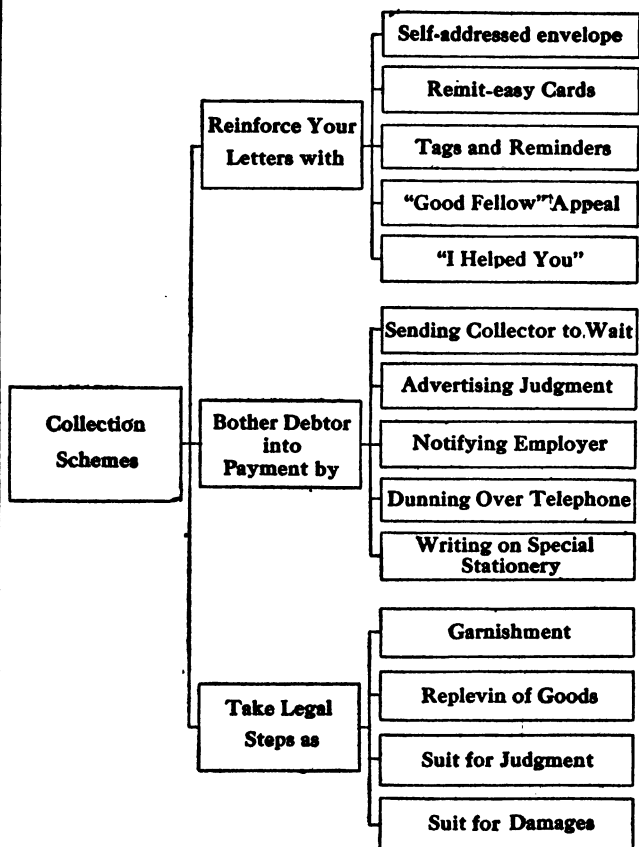 Collection
Schemes
Reinforce Your
Letters with
Self-addressed envelope
Remit-easy Cards
Tags and Reminders
“Good Fellow” Appeal
“I Helped You”
Bother Debtor
into
Payment by
Sending Collector to Wait
Advertising Judgment
Notifying Employer
Dunning Over Telephone
Writing on Special
Stationery
Take Legal
Steps as
Garnishment
Replevin of Goods
Suit for Judgment
Suit for Damages